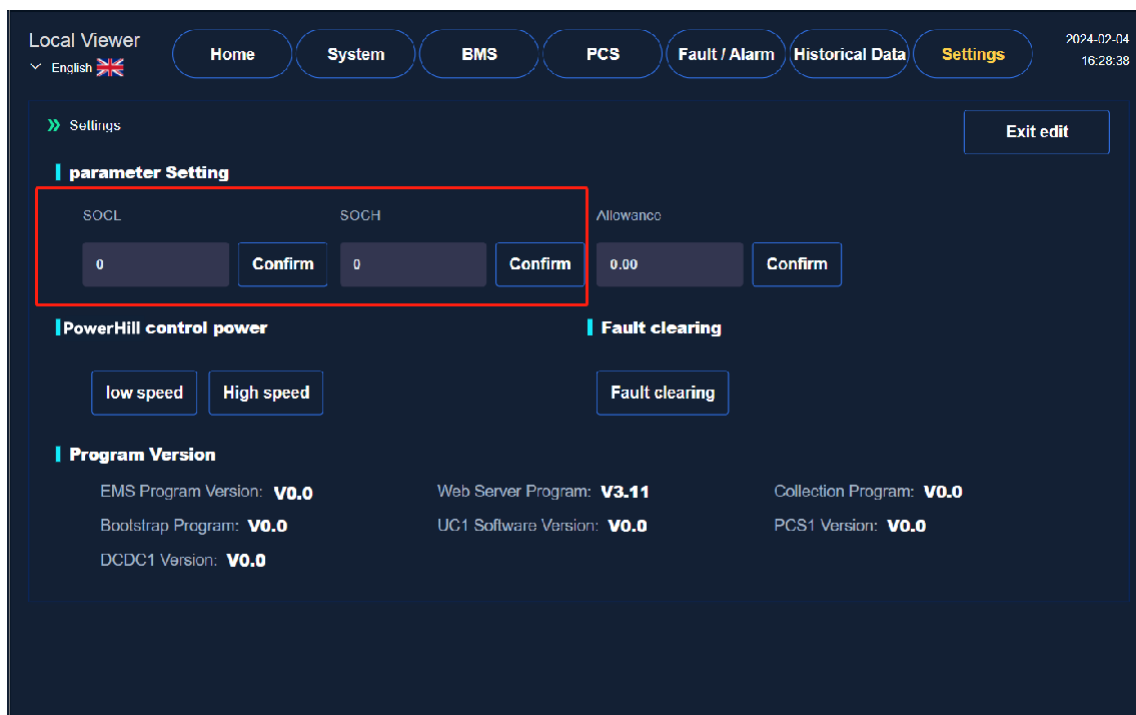 Local Viewer
English
Home
System
BMS
PCS
Fault / Alarm
Historical Data
Settings
2024-02-04
16:28:38
Settings
Exit edit
parameter Setting
SOCL
SOCH
Allowance
0
Confirm
0
Confirm
0.00
Confirm
PowerHill control power
Fault clearing
low speed
High speed
Fault clearing
Program Version
EMS Program Version: V0.0
Web Server Program: V3.11
Collection Program: V0.0
Bootstrap Program: V0.0
UC1 Software Version: V0.0
PCS1 Version: V0.0
DCDC1 Version: V0.0